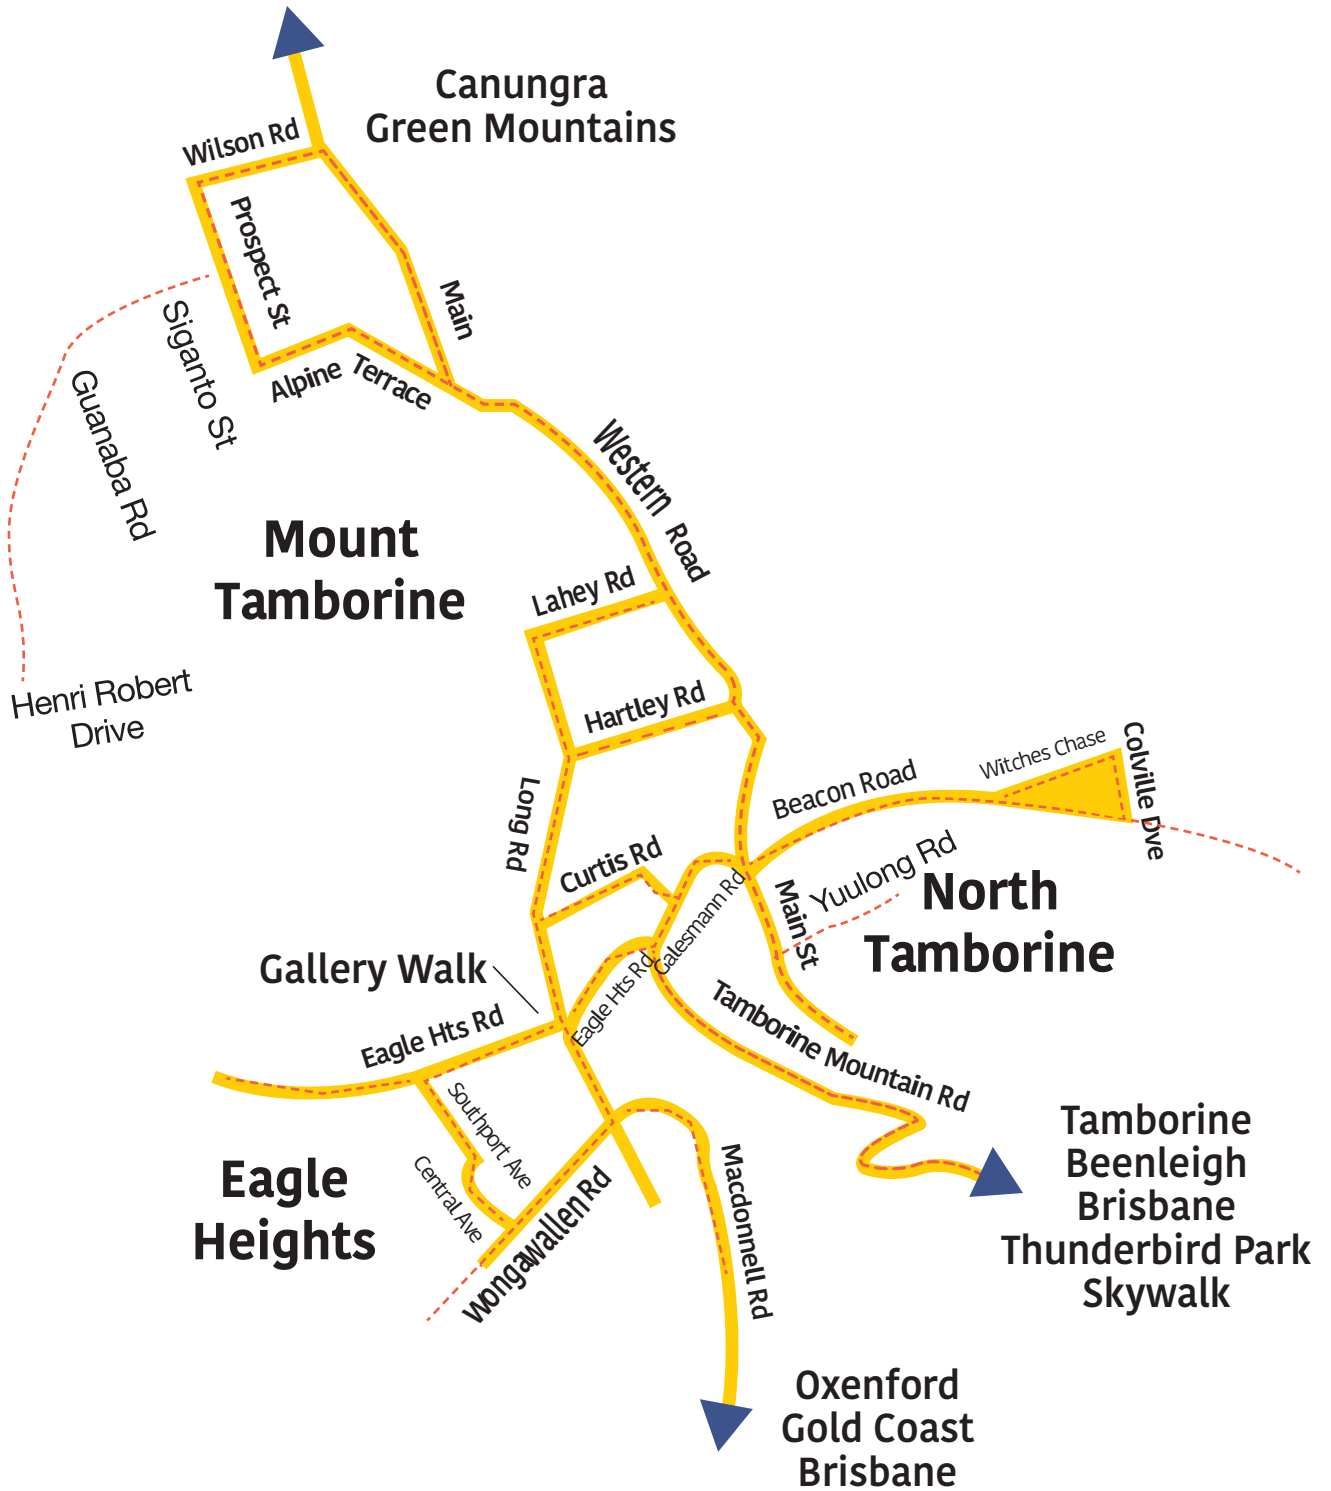 Canungra
Green Mountains
Wilson Rd
Prospect St
Main
Siganto St
Alpine Terrace
Guanaba Rd
Western Road
Mount
Tamborine
Lahey Rd
Henri Robert
Drive
Hartley Rd
Long Rd
Beacon Road
Witches Chase
Colville Dve
Curtis Rd
Yuulong Rd
North
Tamborine
Main St
Galesmann Rd
Gallery Walk
Eagle Hts Rd
Eagle Hts Rd
Tamborine Mountain Rd
Southport Ave
Central Ave
Eagle
Heights
Wongawallen Rd
Macdonnell Rd
Tamborine
Beenleigh
Brisbane
Thunderbird Park
Skywalk
Oxenford
Gold Coast
Brisbane